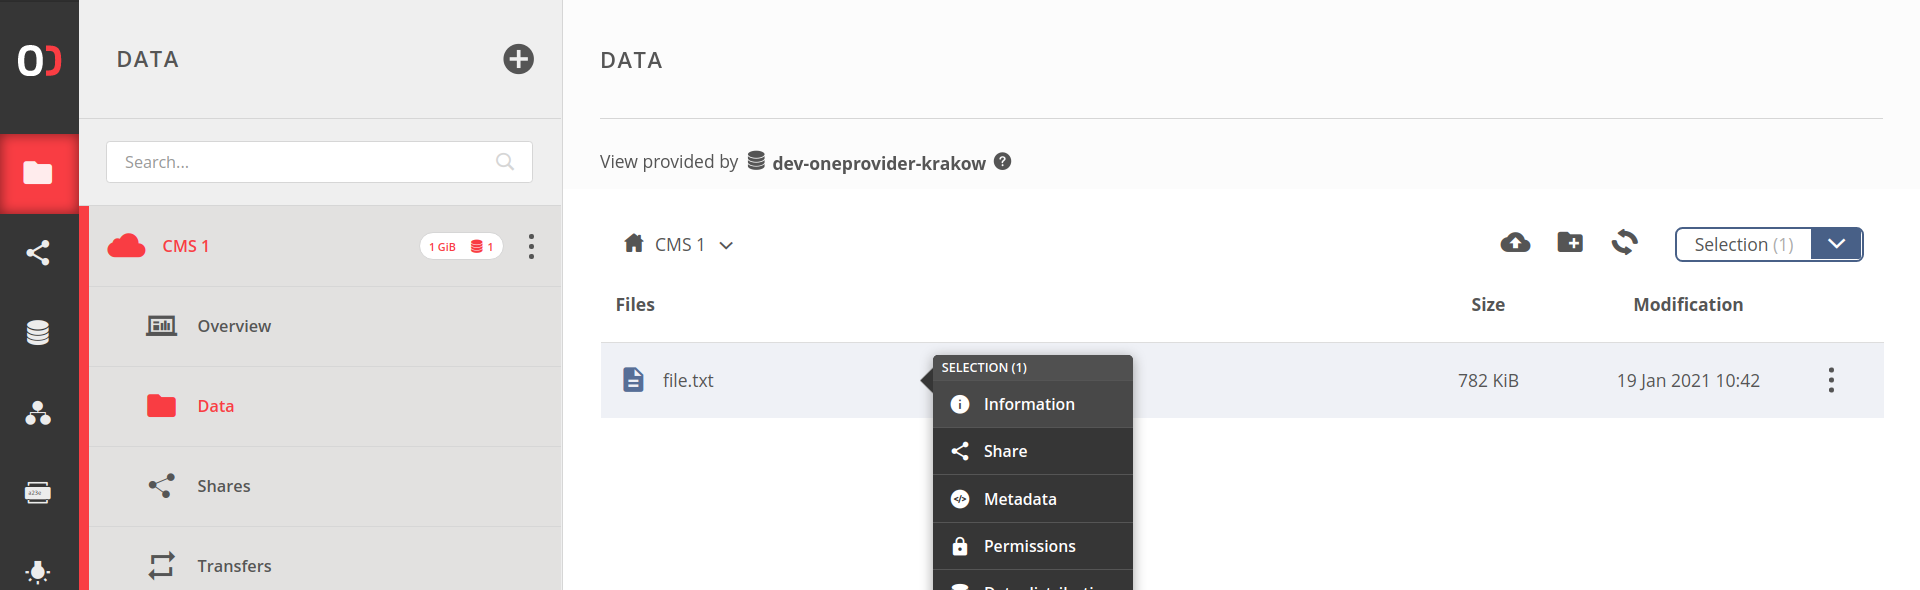 DATA
Search...
CMS 1
1 GiB 1
Overview
Data
Shares
Transfers
DATA
View provided by dev-oneprovider-krakow
CMS 1
Selection (1)
Files Size Modification
file.txt 782 KiB 19 Jan 2021 10:42
SELECTION (1)
Information
Share
Metadata
Permissions